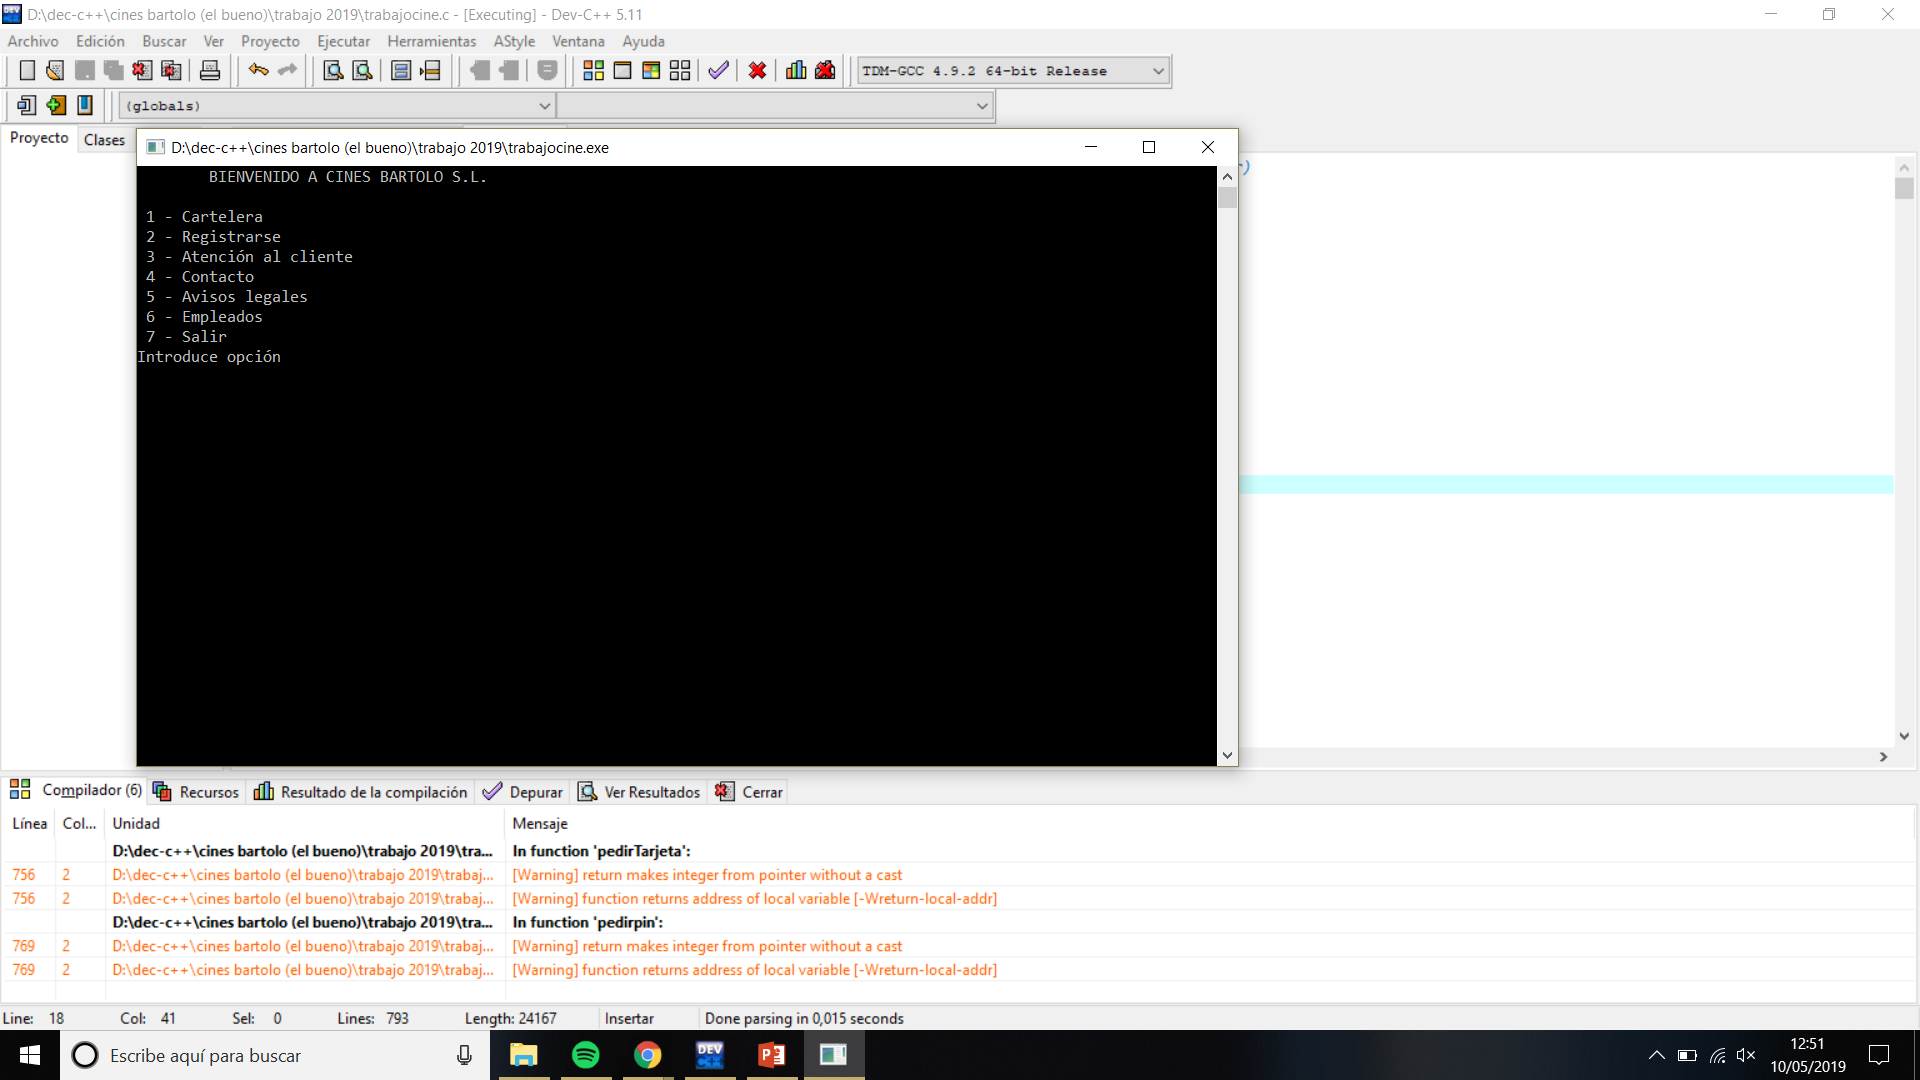 D:\dec-c++\cines bartolo (el bueno)\trabajo 2019\trabajocine.c - [Executing] - Dev-C++ 5.11
Archivo Edición Buscar Ver Proyecto Ejecutar Herramientas AStyle Ventana Ayuda
TDM-GCC 4.9.2 64-bit Release
(globals)
Proyecto Clases
D:\dec-c++\cines bartolo (el bueno)\trabajo 2019\trabajocine.exe
BIENVENIDO A CINES BARTOLO S.L.
1 - Cartelera
2 - Registrarse
3 - Atención al cliente
4 - Contacto
5 - Avisos legales
6 - Empleados
7 - Salir
Introduce opción
Compilador (6) Recursos Resultado de la compilación Depurar Ver Resultados Cerrar
Línea Col... Unidad Mensaje
D:\dec-c++\cines bartolo (el bueno)\trabajo 2019\tra... In function 'pedirTarjeta':
756 2 D:\dec-c++\cines bartolo (el bueno)\trabajo 2019\trabaj... [Warning] return makes integer from pointer without a cast
756 2 D:\dec-c++\cines bartolo (el bueno)\trabajo 2019\trabaj... [Warning] function returns address of local variable [-Wreturn-local-addr]
D:\dec-c++\cines bartolo (el bueno)\trabajo 2019\tra... In function 'pedirpin':
769 2 D:\dec-c++\cines bartolo (el bueno)\trabajo 2019\trabaj... [Warning] return makes integer from pointer without a cast
769 2 D:\dec-c++\cines bartolo (el bueno)\trabajo 2019\trabaj... [Warning] function returns address of local variable [-Wreturn-local-addr]
Line: 18 Col: 41 Sel: 0 Lines: 793 Length: 24167 Insertar Done parsing in 0,015 seconds
Escribe aquí para buscar
DEV C++
12:51
10/05/2019